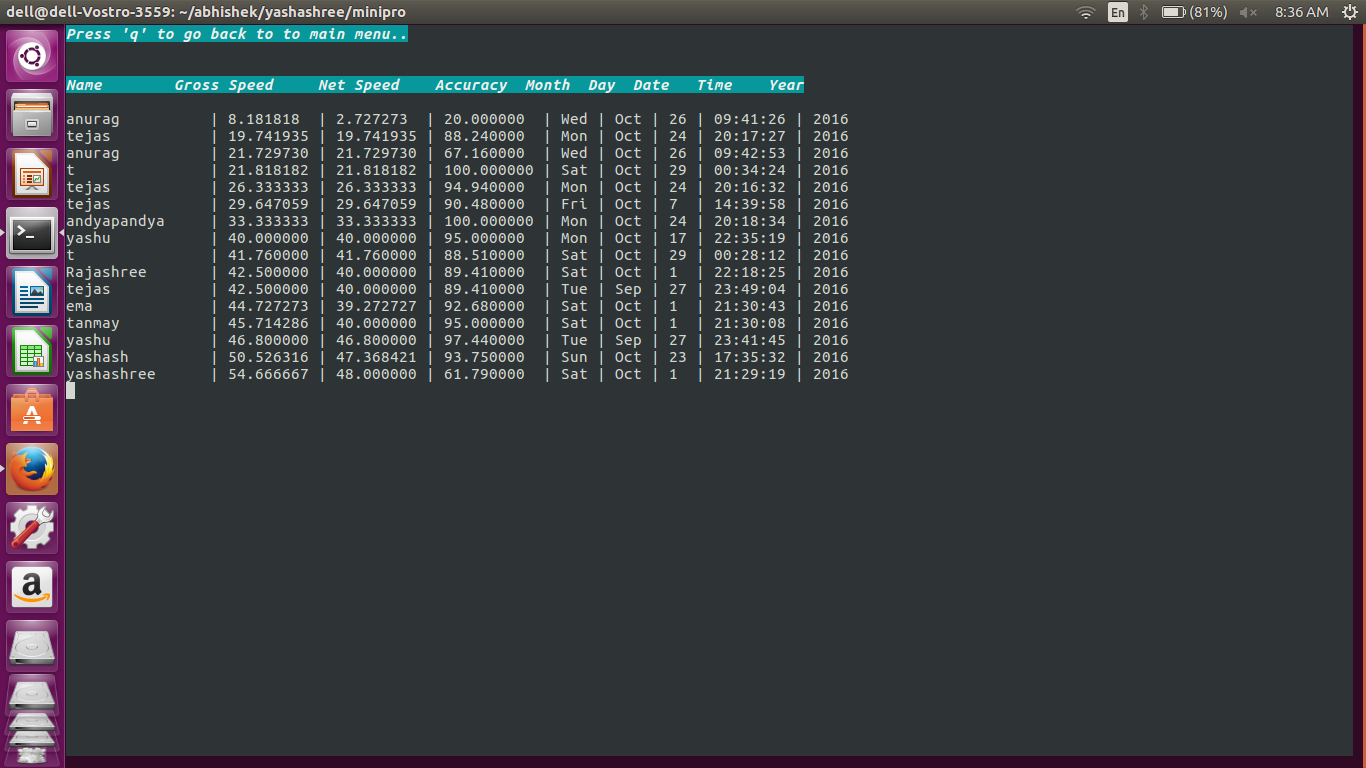 dell@dell-Vostro-3559: ~/abhishek/yashashree/minipro En (81%) 8:36 AM
Press 'q' to go back to to main menu..
Name Gross Speed Net Speed Accuracy Month Day Date Time Year
anurag | 8.181818 | 2.727273 | 20.000000 | Wed | Oct | 26 | 09:41:26 | 2016
tejas | 19.741935 | 19.741935 | 88.240000 | Mon | Oct | 24 | 20:17:27 | 2016
anurag | 21.729730 | 21.729730 | 67.160000 | Wed | Oct | 26 | 09:42:53 | 2016
t | 21.818182 | 21.818182 | 100.000000 | Sat | Oct | 29 | 00:34:24 | 2016
tejas | 26.333333 | 26.333333 | 94.940000 | Mon | Oct | 24 | 20:16:32 | 2016
tejas | 29.647059 | 29.647059 | 90.480000 | Fri | Oct | 7 | 14:39:58 | 2016
andyapandya | 33.333333 | 33.333333 | 100.000000 | Mon | Oct | 24 | 20:18:34 | 2016
yashu | 40.000000 | 40.000000 | 95.000000 | Mon | Oct | 17 | 22:35:19 | 2016
t | 41.760000 | 41.760000 | 88.510000 | Sat | Oct | 29 | 00:28:12 | 2016
Rajashree | 42.500000 | 40.000000 | 89.410000 | Sat | Oct | 1 | 22:18:25 | 2016
tejas | 42.500000 | 40.000000 | 89.410000 | Tue | Sep | 27 | 23:49:04 | 2016
ema | 44.727273 | 39.272727 | 92.680000 | Sat | Oct | 1 | 21:30:43 | 2016
tanmay | 45.714286 | 40.000000 | 95.000000 | Sat | Oct | 1 | 21:30:08 | 2016
yashu | 46.800000 | 46.800000 | 97.440000 | Tue | Sep | 27 | 23:41:45 | 2016
Yashash | 50.526316 | 47.368421 | 93.750000 | Sun | Oct | 23 | 17:35:32 | 2016
yashashree | 54.666667 | 48.000000 | 61.790000 | Sat | Oct | 1 | 21:29:19 | 2016